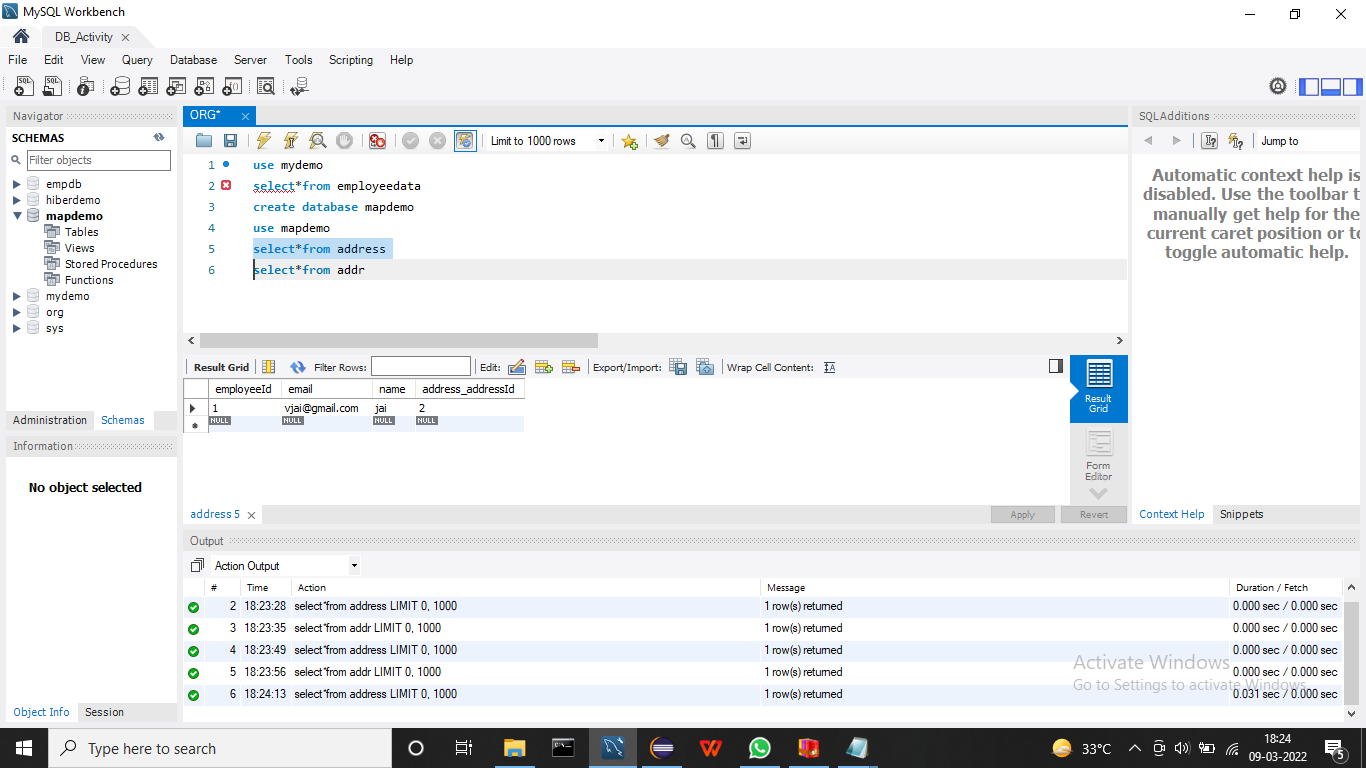 MySQL Workbench
DB_Activity
File Edit View Query Database Server Tools Scripting Help
Navigator
SCHEMAS
Filter objects
empdb
hiberdemo
mapdemo
Tables
Views
Stored Procedures
Functions
mydemo
org
sys
Administration Schemas
Information
No object selected
Object Info Session
ORG*
Limit to 1000 rows
1 use mydemo
2 select*from employeedata
3 create database mapdemo
4 use mapdemo
5 select*from address
6 select*from addr
Result Grid Filter Rows: Edit: Export/Import: Wrap Cell Content:
employeeId email name address_addressId
1 vjai@gmail.com jai 2
NULL NULL NULL NULL
Result
Grid
Form
Editor
address 5 Apply Revert
Output
Action Output
# Time Action Message Duration / Fetch
2 18:23:28 select*from address LIMIT 0, 1000 1 row(s) returned 0.000 sec / 0.000 sec
3 18:23:35 select*from addr LIMIT 0, 1000 1 row(s) returned 0.000 sec / 0.000 sec
4 18:23:49 select*from address LIMIT 0, 1000 1 row(s) returned 0.000 sec / 0.000 sec
5 18:23:56 select*from addr LIMIT 0, 1000 1 row(s) returned 0.000 sec / 0.000 sec
6 18:24:13 select*from address LIMIT 0, 1000 1 row(s) returned 0.031 sec / 0.000 sec
SQLAdditions
Jump to
Automatic context help is
disabled. Use the toolbar t
manually get help for the
current caret position or to
toggle automatic help.
Context Help Snippets
Activate Windows
Go to Settings to activate Windows.
Type here to search
33°C
18:24
09-03-2022
5